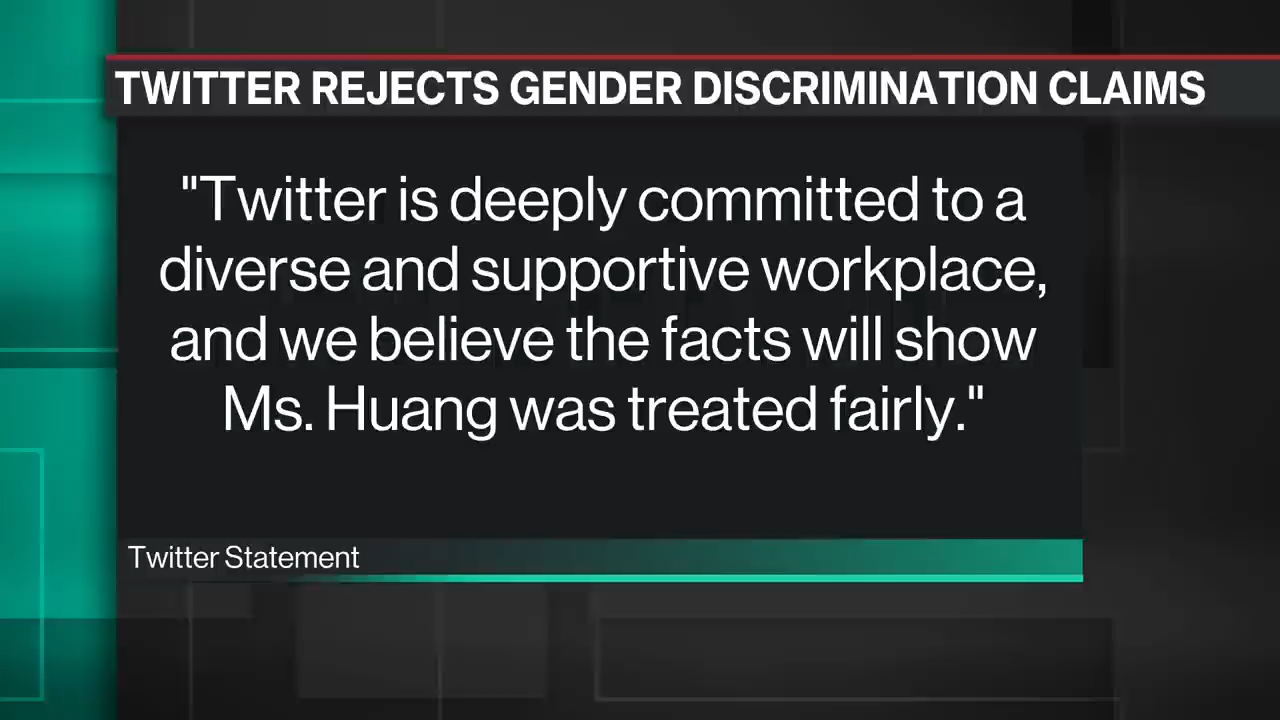 TWITTER REJECTS GENDER DISCRIMINATION CLAIMS
"Twitter is deeply committed to a
diverse and supportive workplace,
and we believe the facts will show
Ms. Huang was treated fairly."
Twitter Statement